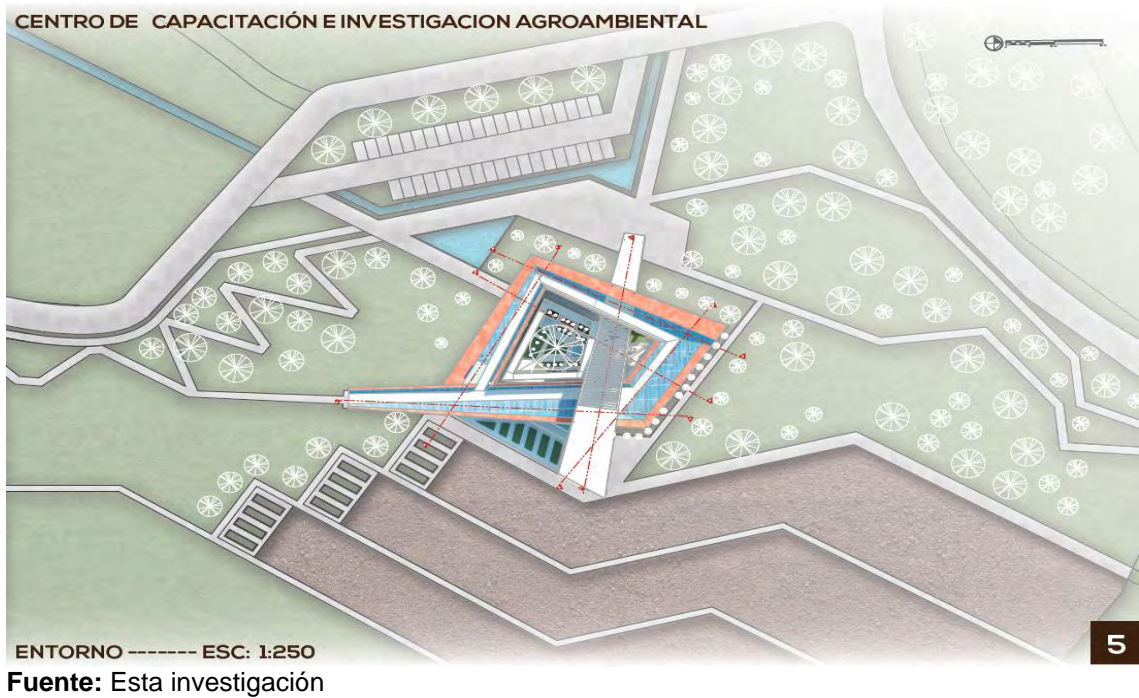 CENTRO DE CAPACITACIÓN E INVESTIGACION AGROAMBIENTAL
ENTORNO ------- ESC: 1:250
5
Fuente: Esta investigación